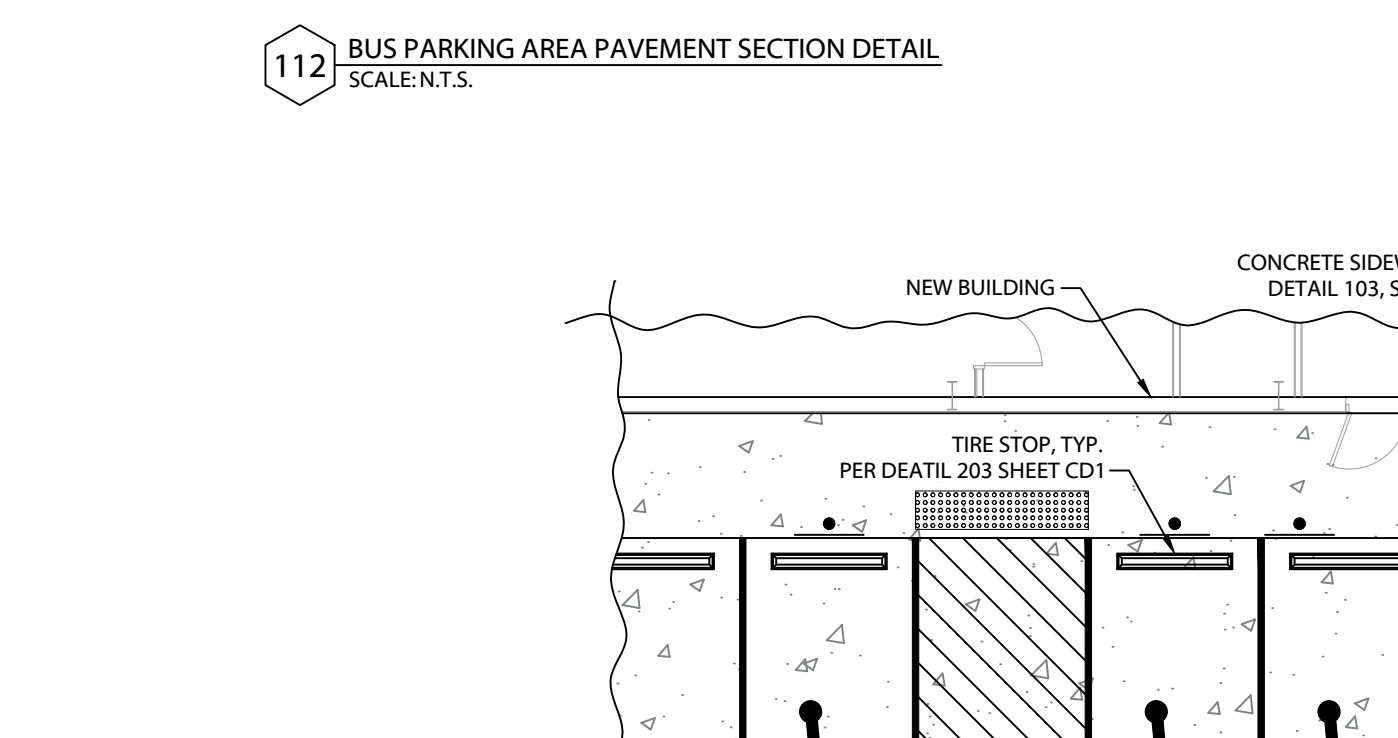 112
BUS PARKING AREA PAVEMENT SECTION DETAIL
SCALE: N.T.S.
CONCRETE
DETAIL 103,
NEW BUILDING
TIRE STOP, TYP.
PER DEATIL 203 SHEET CD1